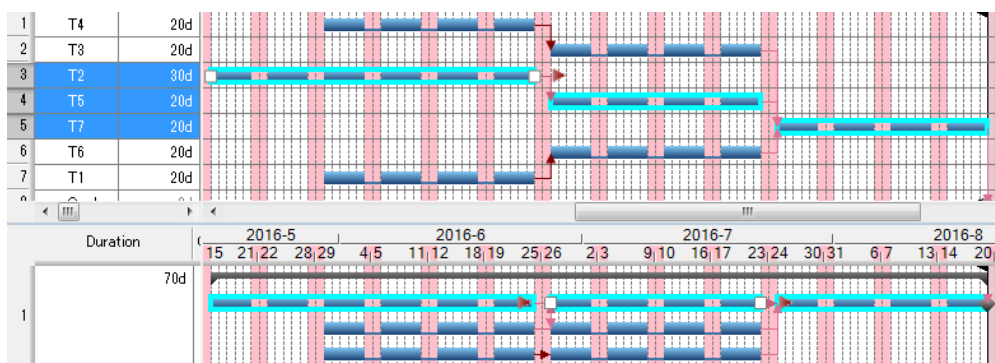 1 T4 20d
2 T3 20d
3 T2 30d
4 T5 20d
5 T7 20d
6 T6 20d
7 T1 20d
Duration
2016-5 2016-6 2016-7 2016-8
15 21 22 28 29 4 5 11 12 18 19 25 26 2 3 9 10 16 17 23 24 30 31 6 7 13 14 20
70d
1